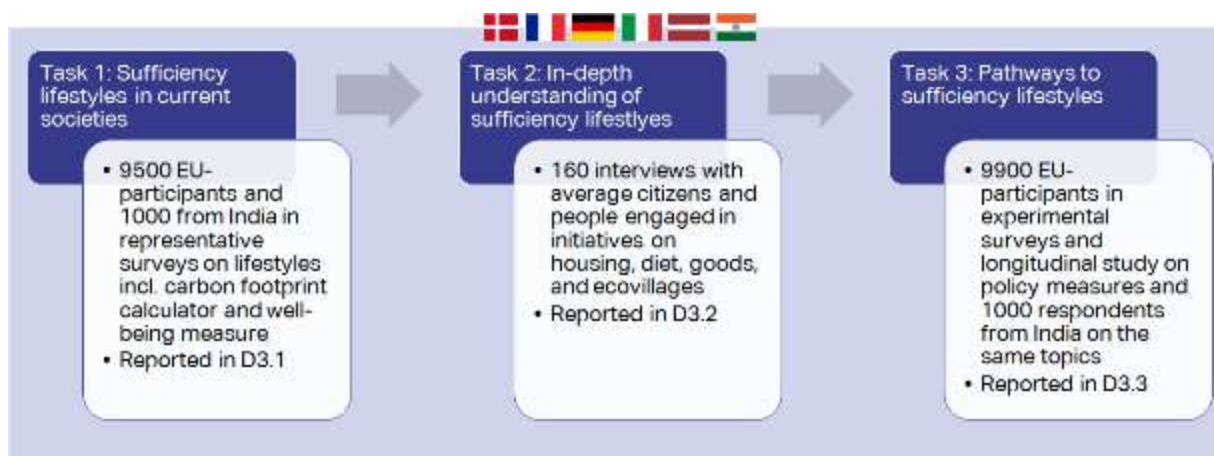 Task 1: Sufficiency
lifestyles in current
societies
• 9500 EU-
participants and
1000 from India in
representative
surveys on lifestyles
incl. carbon footprint
calculator and well-
being measure
• Reported in D3.1
Task 2: In-depth
understanding of
sufficiency lifestlyes
• 160 interviews with
average citizens and
people engaged in
initiatives on
housing, diet, goods,
and ecovillages
• Reported in D3.2
Task 3: Pathways to
sufficiency lifestyles
• 9900 EU-
participants in
experimental
surveys and
longitudinal study on
policy measures and
1000 respondents
from India on the
same topics
• Reported in D3.3